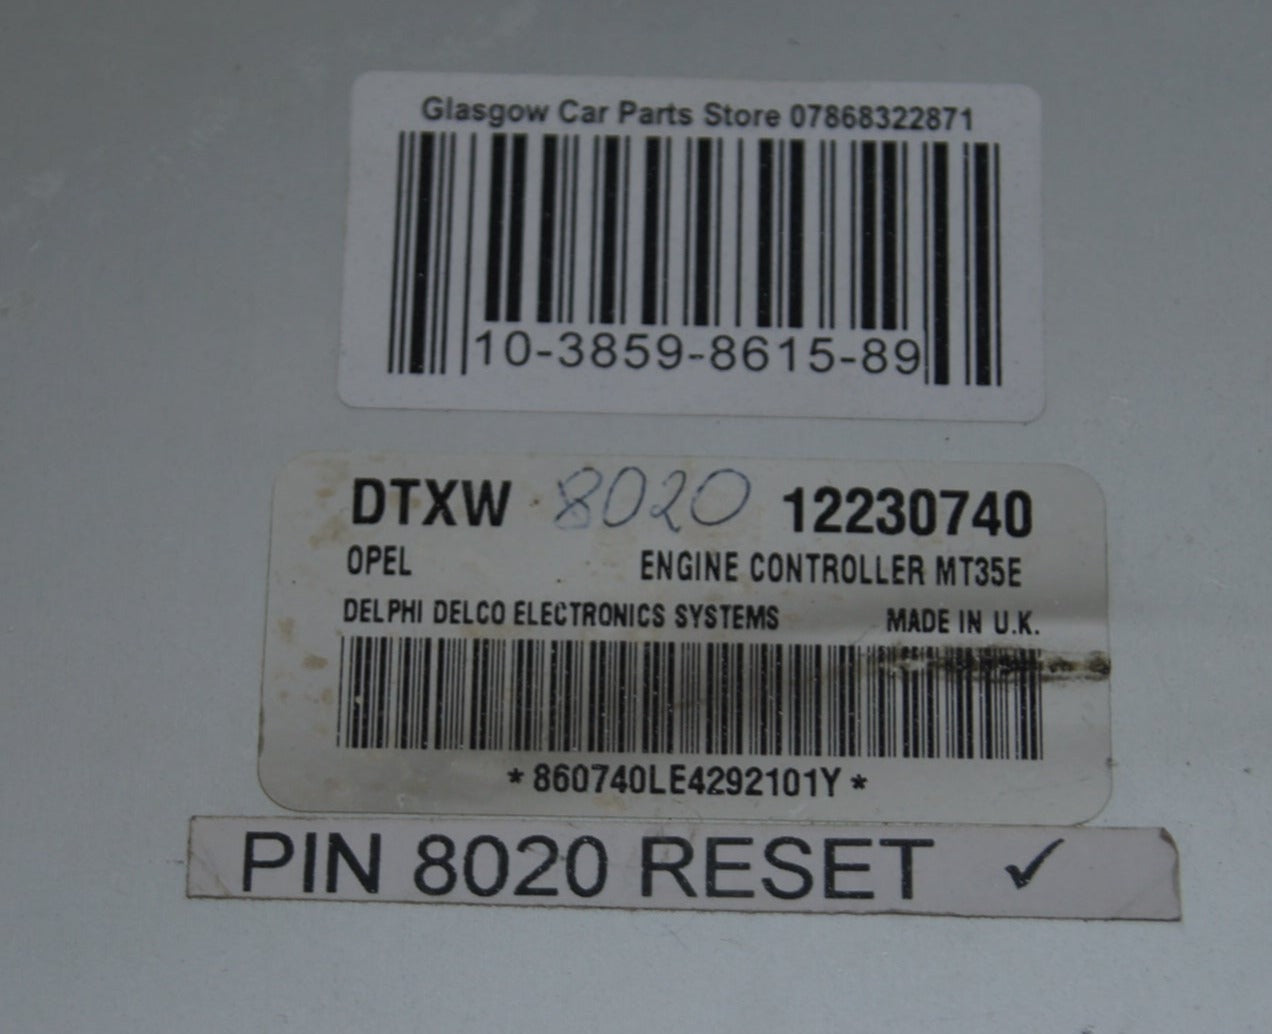 Glasgow Car Parts Store 07868322871
10-3859-8615-89
DTXW 8020 12230740
OPEL ENGINE CONTROLLER MT35E
DELPHI DELCO ELECTRONICS SYSTEMS MADE IN U.K.
*860740LE4292101Y*
PIN 8020 RESET ✓